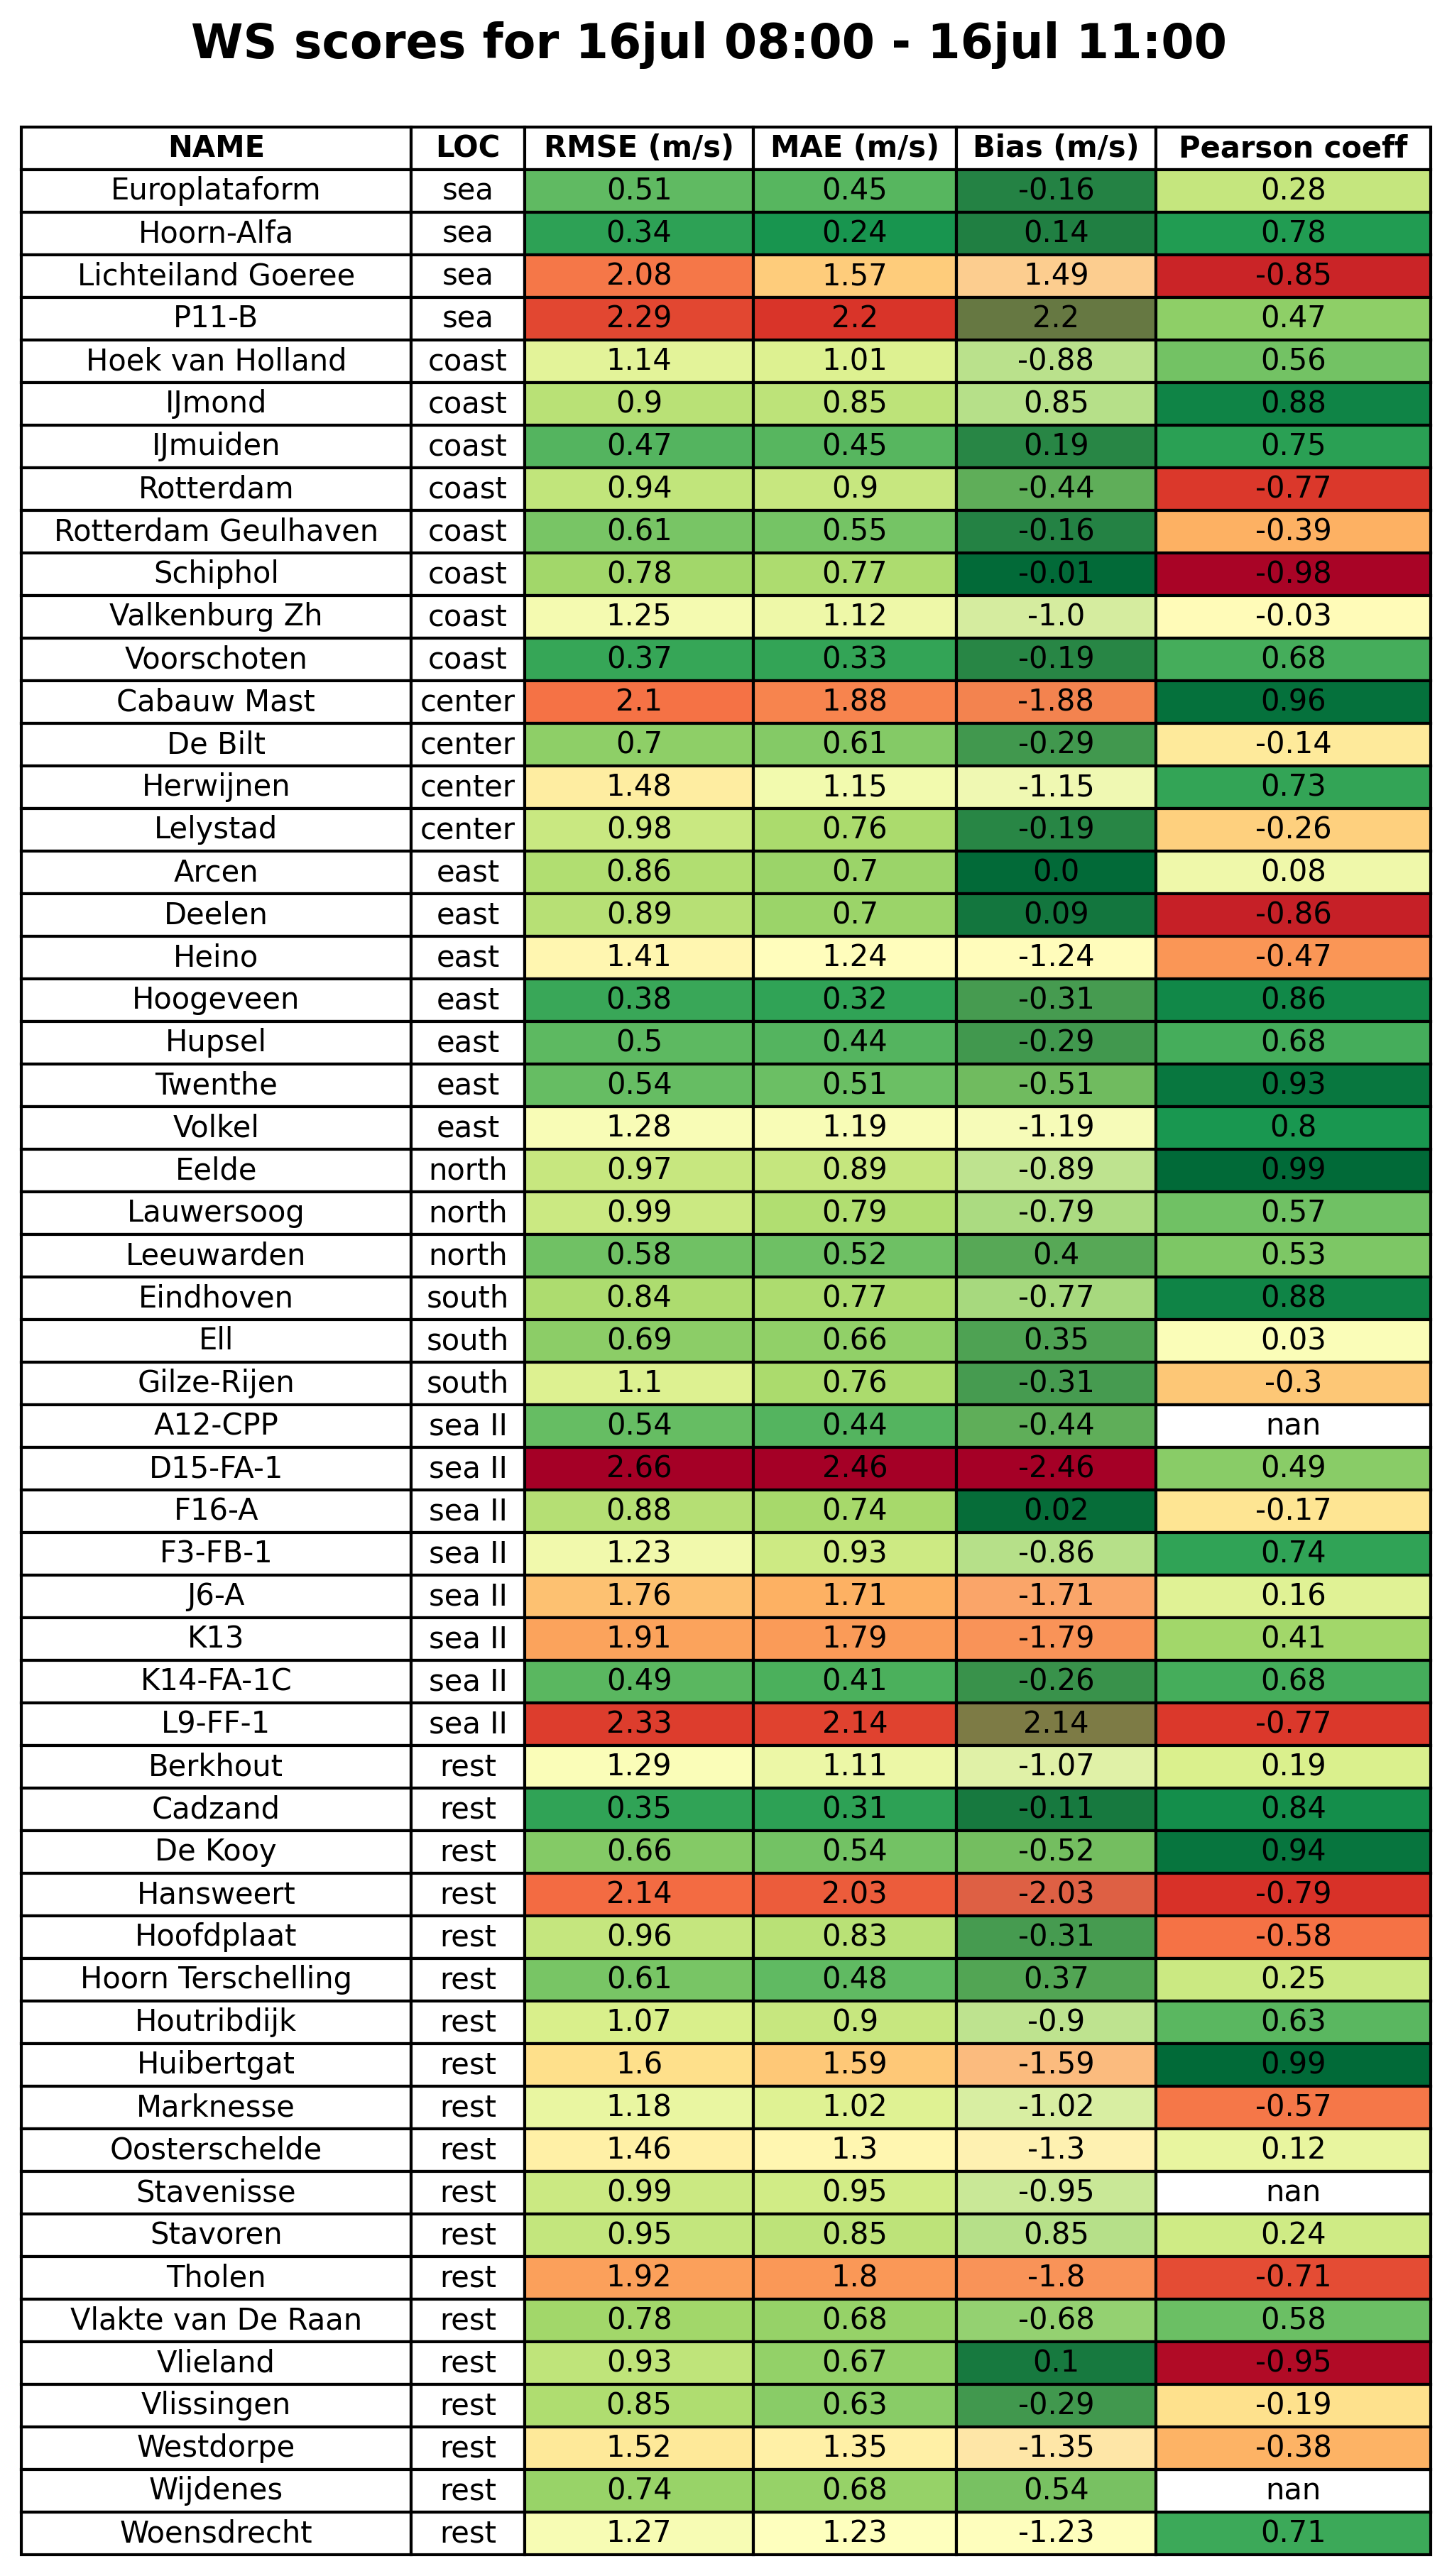 WS scores for 16jul 08:00 - 16jul 11:00
NAME LOC RMSE (m/s) MAE (m/s) Bias (m/s) Pearson coeff
Europlataform sea 0.51 0.45 -0.16 0.28
Hoorn-Alfa sea 0.34 0.24 0.14 0.78
Lichteiland Goeree sea 2.08 1.57 1.49 -0.85
P11-B sea 2.29 2.2 2.2 0.47
Hoek van Holland coast 1.14 1.01 -0.88 0.56
IJmond coast 0.9 0.85 0.85 0.88
IJmuiden coast 0.47 0.45 0.19 0.75
Rotterdam coast 0.94 0.9 -0.44 -0.77
Rotterdam Geulhaven coast 0.61 0.55 -0.16 -0.39
Schiphol coast 0.78 0.77 -0.01 -0.98
Valkenburg Zh coast 1.25 1.12 -1.0 -0.03
Voorschoten coast 0.37 0.33 -0.19 0.68
Cabauw Mast center 2.1 1.88 -1.88 0.96
De Bilt center 0.7 0.61 -0.29 -0.14
Herwijnen center 1.48 1.15 -1.15 0.73
Lelystad center 0.98 0.76 -0.19 -0.26
Arcen east 0.86 0.7 0.0 0.08
Deelen east 0.89 0.7 0.09 -0.86
Heino east 1.41 1.24 -1.24 -0.47
Hoogeveen east 0.38 0.32 -0.31 0.86
Hupsel east 0.5 0.44 -0.29 0.68
Twenthe east 0.54 0.51 -0.51 0.93
Volkel east 1.28 1.19 -1.19 0.8
Eelde north 0.97 0.89 -0.89 0.99
Lauwersoog north 0.99 0.79 -0.79 0.57
Leeuwarden north 0.58 0.52 0.4 0.53
Eindhoven south 0.84 0.77 -0.77 0.88
Ell south 0.69 0.66 0.35 0.03
Gilze-Rijen south 1.1 0.76 -0.31 -0.3
A12-CPP sea II 0.54 0.44 -0.44 nan
D15-FA-1 sea II 2.66 2.46 -2.46 0.49
F16-A sea II 0.88 0.74 0.02 -0.17
F3-FB-1 sea II 1.23 0.93 -0.86 0.74
J6-A sea II 1.76 1.71 -1.71 0.16
K13 sea II 1.91 1.79 -1.79 0.41
K14-FA-1C sea II 0.49 0.41 -0.26 0.68
L9-FF-1 sea II 2.33 2.14 2.14 -0.77
Berkhout rest 1.29 1.11 -1.07 0.19
Cadzand rest 0.35 0.31 -0.11 0.84
De Kooy rest 0.66 0.54 -0.52 0.94
Hansweert rest 2.14 2.03 -2.03 -0.79
Hoofdplaat rest 0.96 0.83 -0.31 -0.58
Hoorn Terschelling rest 0.61 0.48 0.37 0.25
Houtribdijk rest 1.07 0.9 -0.9 0.63
Huibertgat rest 1.6 1.59 -1.59 0.99
Marknesse rest 1.18 1.02 -1.02 -0.57
Oosterschelde rest 1.46 1.3 -1.3 0.12
Stavenisse rest 0.99 0.95 -0.95 nan
Stavoren rest 0.95 0.85 0.85 0.24
Tholen rest 1.92 1.8 -1.8 -0.71
Vlakte van De Raan rest 0.78 0.68 -0.68 0.58
Vlieland rest 0.93 0.67 0.1 -0.95
Vlissingen rest 0.85 0.63 -0.29 -0.19
Westdorpe rest 1.52 1.35 -1.35 -0.38
Wijdenes rest 0.74 0.68 0.54 nan
Woensdrecht rest 1.27 1.23 -1.23 0.71